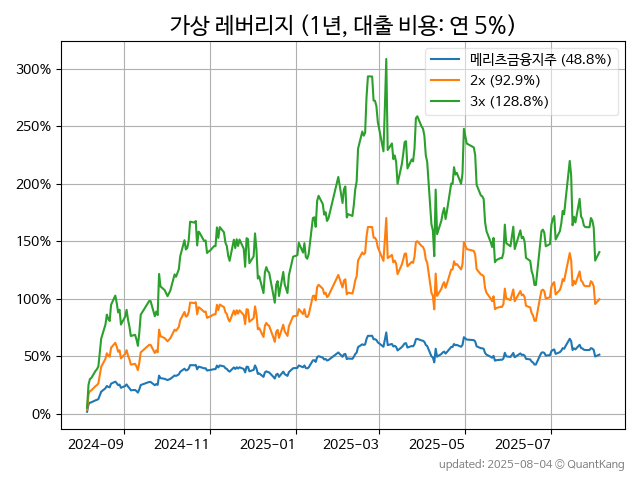 가상 레버리지 (1년, 대출 비용: 연 5%)
메리츠금융지주 (48.8%)
2x (92.9%)
3x (128.8%)
300%
250%
200%
150%
100%
50%
0%
2024-09
2024-11
2025-01
2025-03
2025-05
2025-07
updated: 2025-08-04 © QuantKang